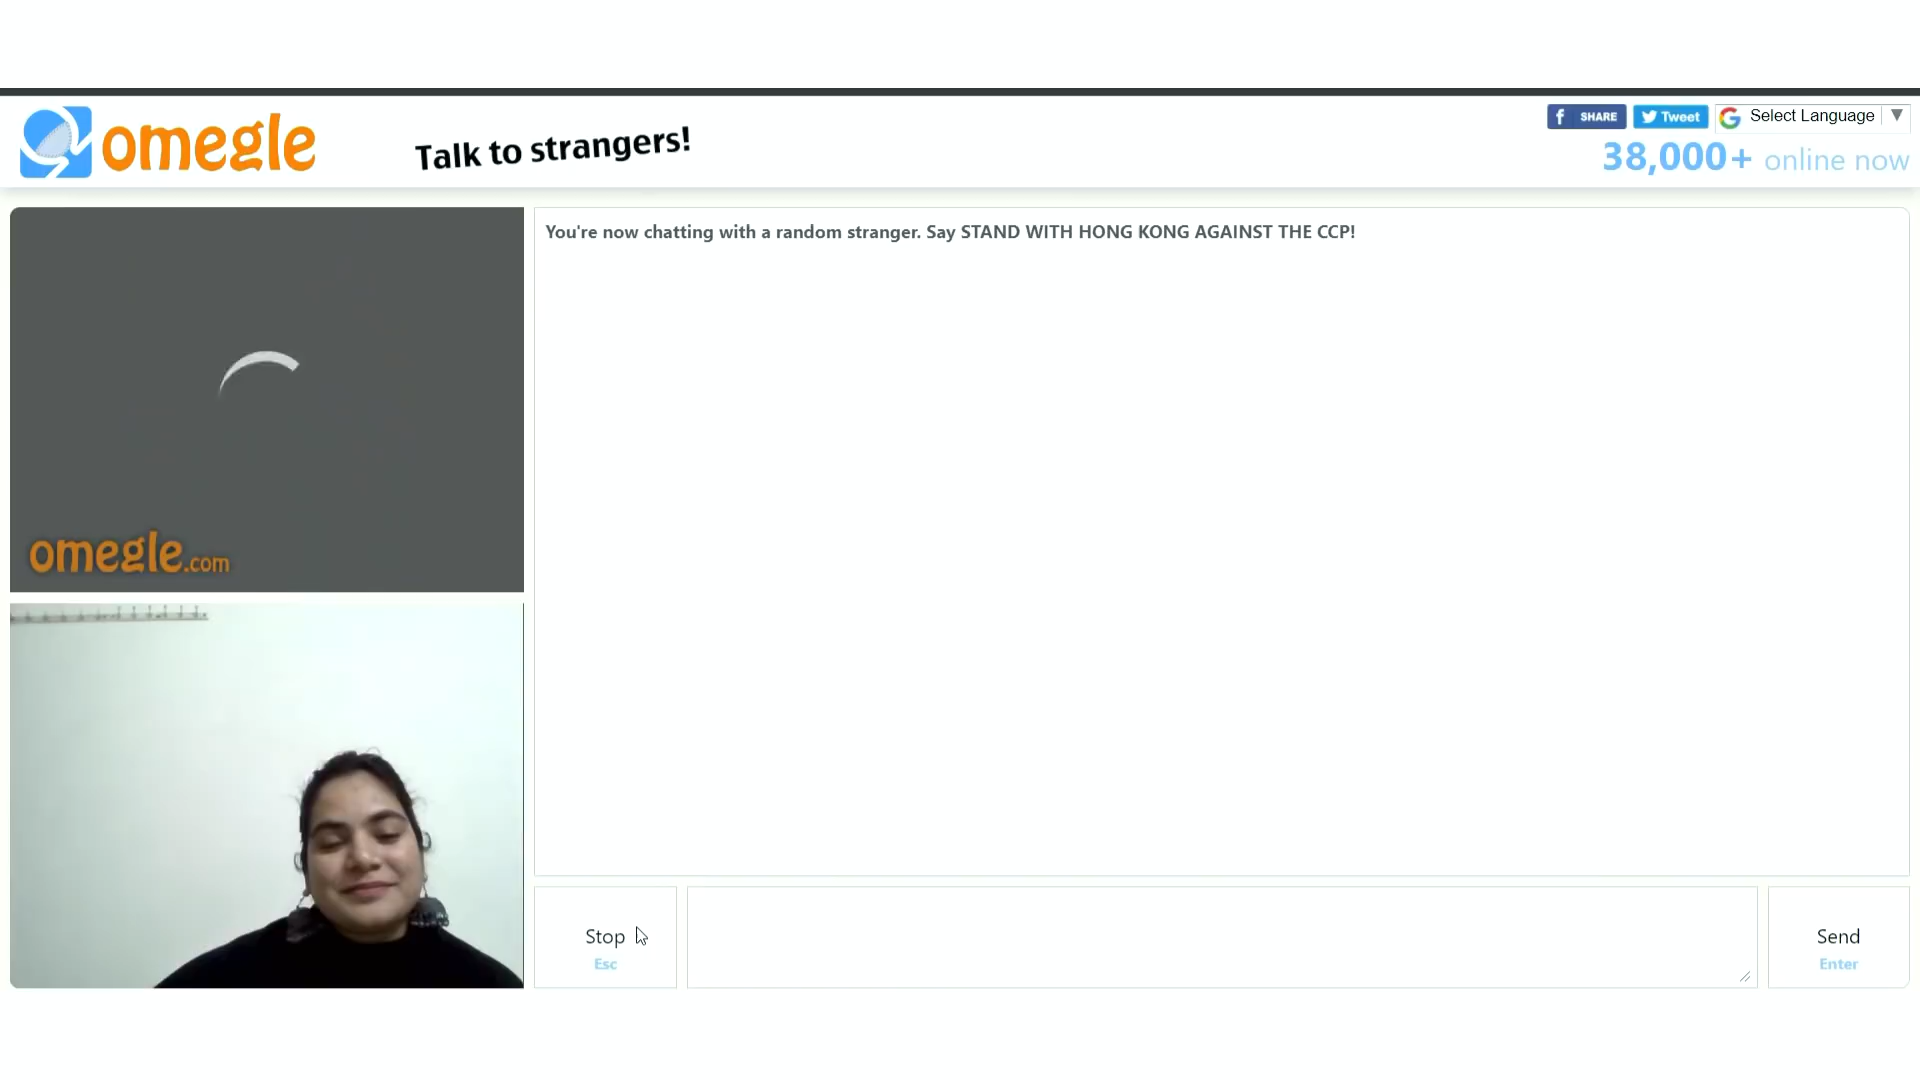 omegle
Talk to strangers!
f SHARE
Tweet
G Select Language ▼
38,000+ online now
You're now chatting with a random stranger. Say STAND WITH HONG KONG AGAINST THE CCP!
omegle.com
Stop
Esc
Send
Enter